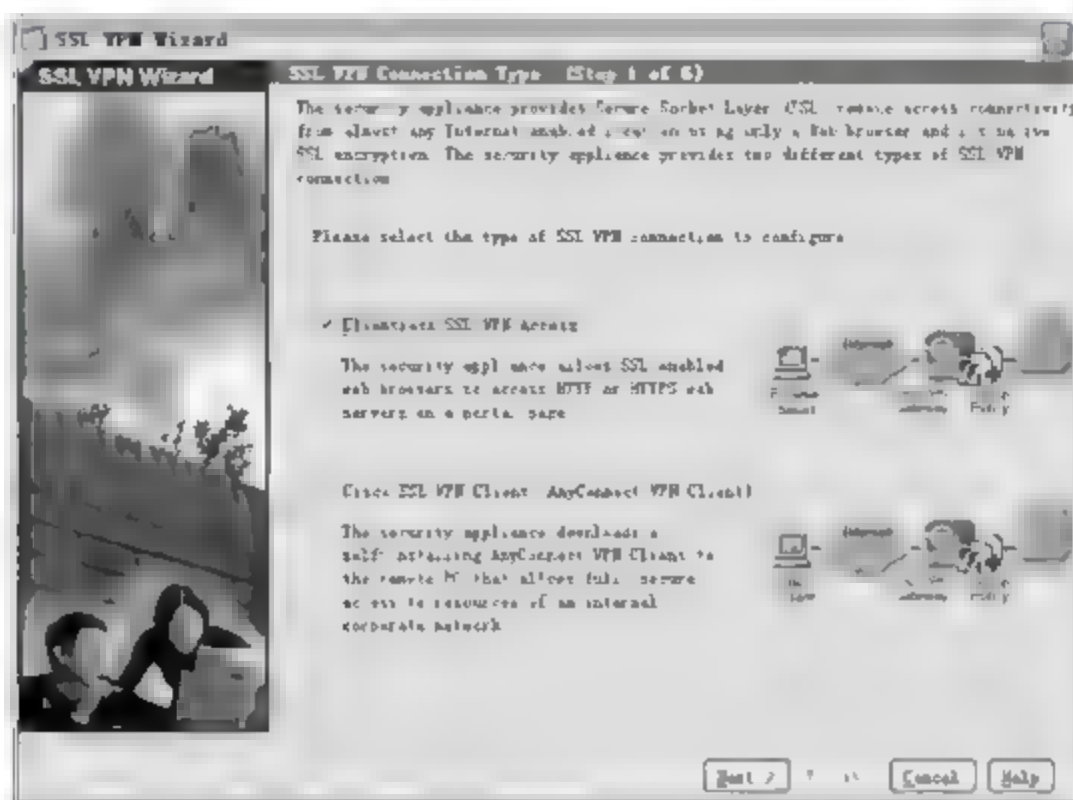 SSL VPN Wizard
SSL VPN Wizard
SSL VPN Connection Type (Step 1 of 6)
The security appliance provides Secure Socket Layer (SSL remote access connectivity
from almost any Internet enabled using only a Web browser and
SSL encryption. The security appliance provides two different types of SSL VPN
connection
Please select the type of SSL VPN connection to configure
Clientless SSL VPN Access
The security appliance allows SSL enabled
web browsers to access HTTP or HTTPS web
servers on a portal page
Cisco SSL VPN Client AnyConnect VPN Client)
The security appliance downloads a
self installing AnyConnect VPN Client to
the remote PC that allows full secure
access to resources of an internal
corporate network
Next >
Cancel
Help